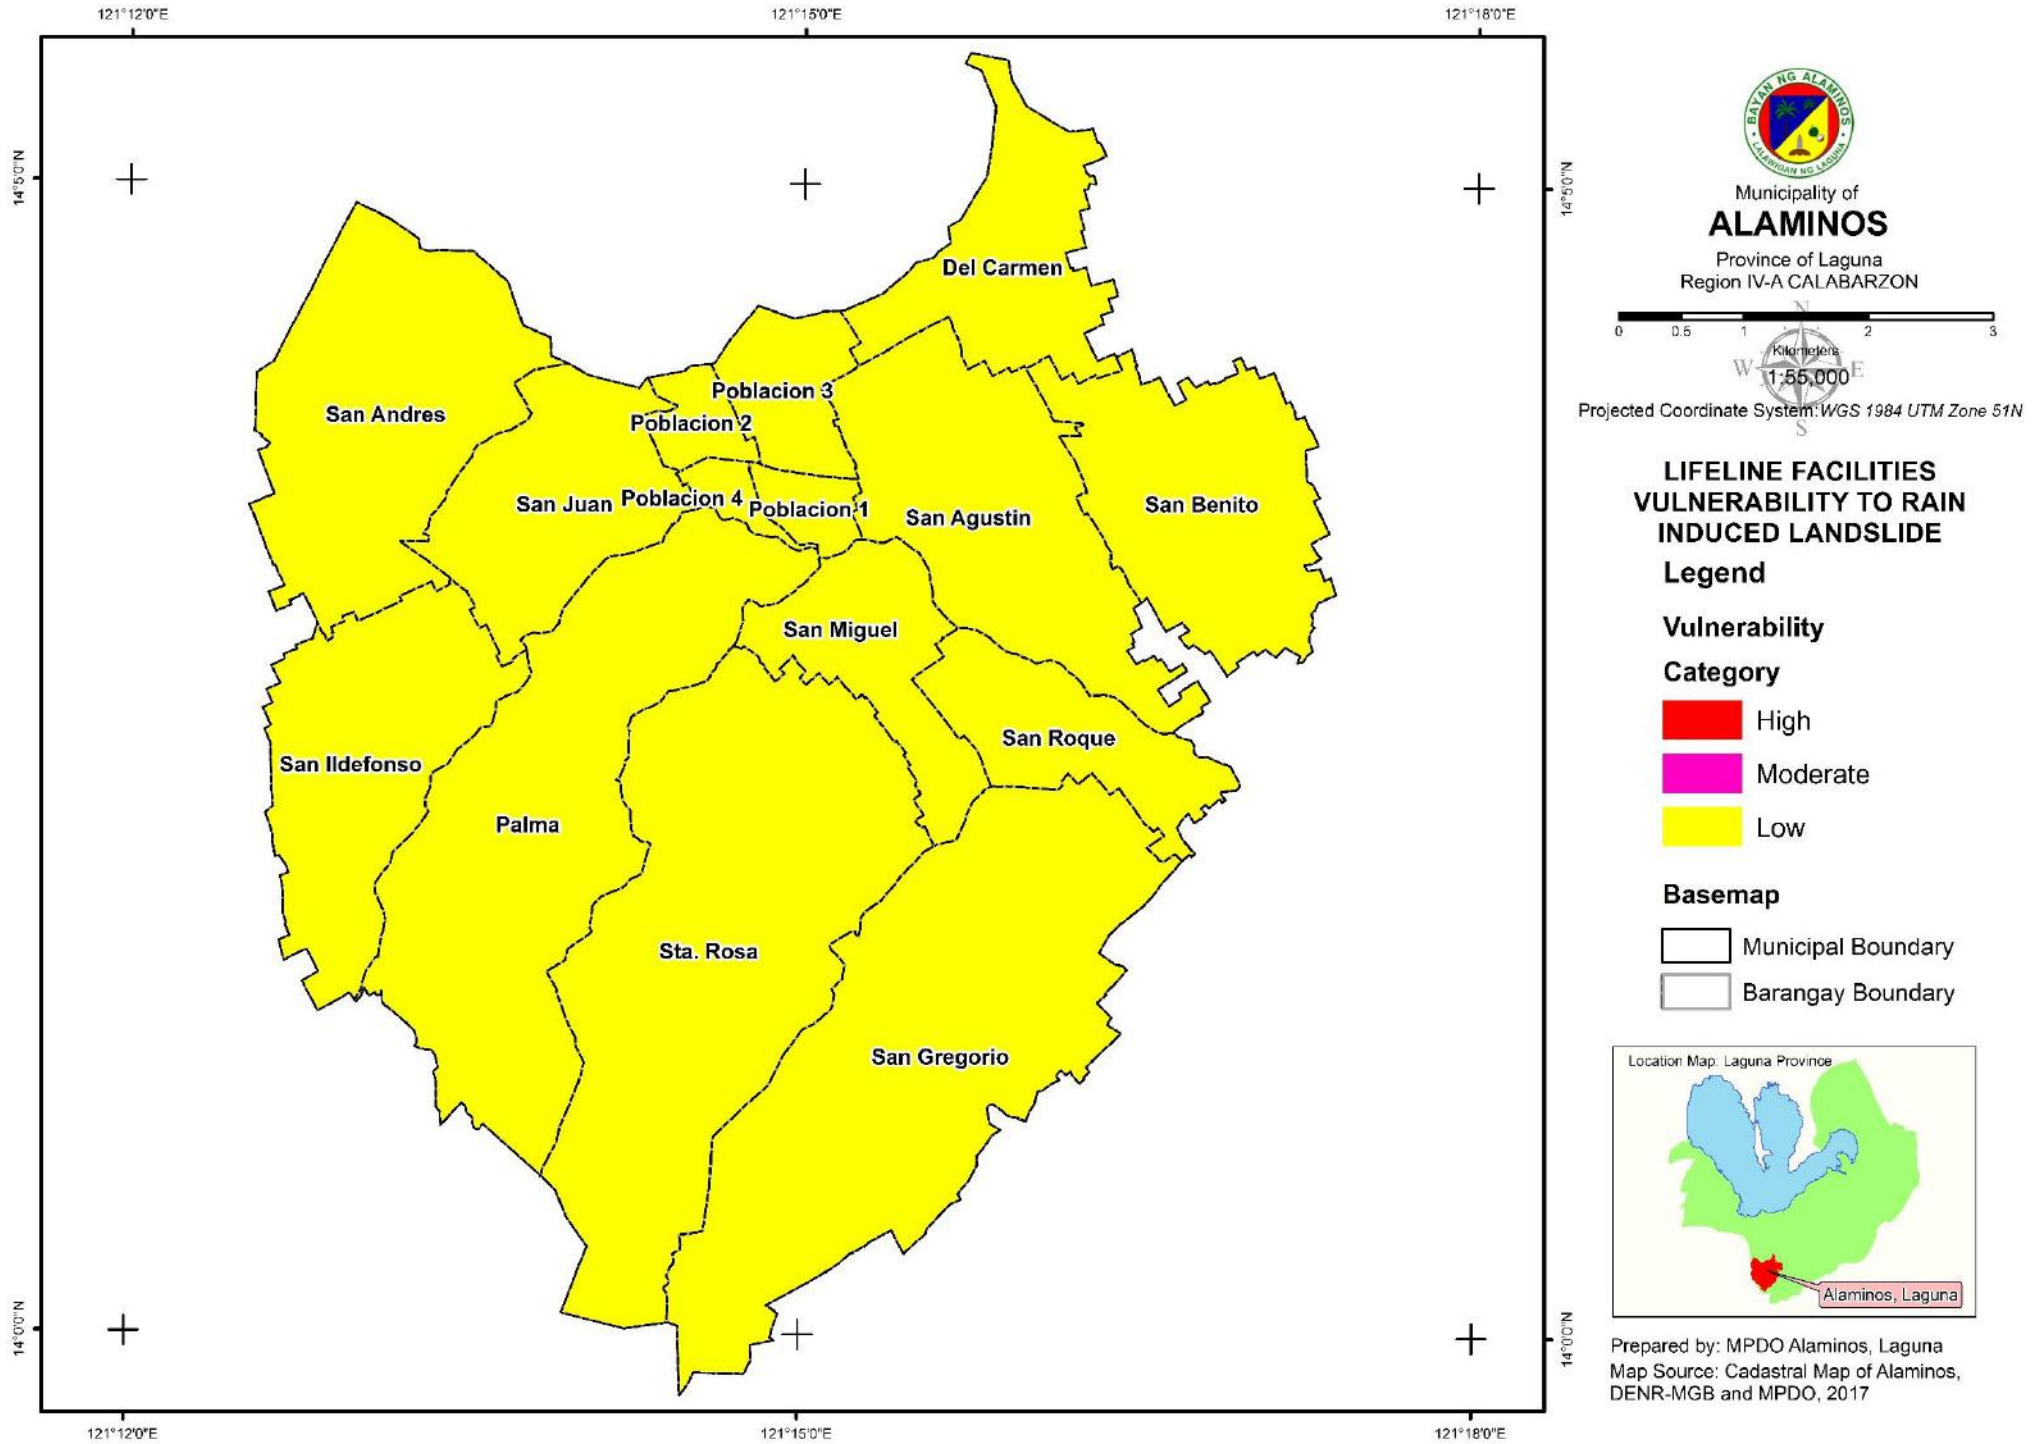 121°12'0"E
121°15'0"E
121°18'0"E
14°5'0"N
14°5'0"N
Del Carmen
San Andres
Poblacion 3
Poblacion 2
San Juan
Poblacion 4
Poblacion 1
San Agustin
San Benito
San Miguel
San Roque
San Ildefonso
Palma
Sta. Rosa
San Gregorio
14°0'0"N
14°0'0"N
121°12'0"E
121°15'0"E
121°18'0"E
BAYAN NG ALAMINOS
LALAWIGAN NG LAGUNA
Municipality of
ALAMINOS
Province of Laguna
Region IV-A CALABARZON
N
0 0.5 1 2 3
Kilometers
W E
1:55,000
Projected Coordinate System:WGS 1984 UTM Zone 51N
S
LIFELINE FACILITIES
VULNERABILITY TO RAIN
INDUCED LANDSLIDE
Legend
Vulnerability
Category
High
Moderate
Low
Basemap
Municipal Boundary
Barangay Boundary
Location Map: Laguna Province
Alaminos, Laguna
Prepared by: MPDO Alaminos, Laguna
Map Source: Cadastral Map of Alaminos,
DENR-MGB and MPDO, 2017